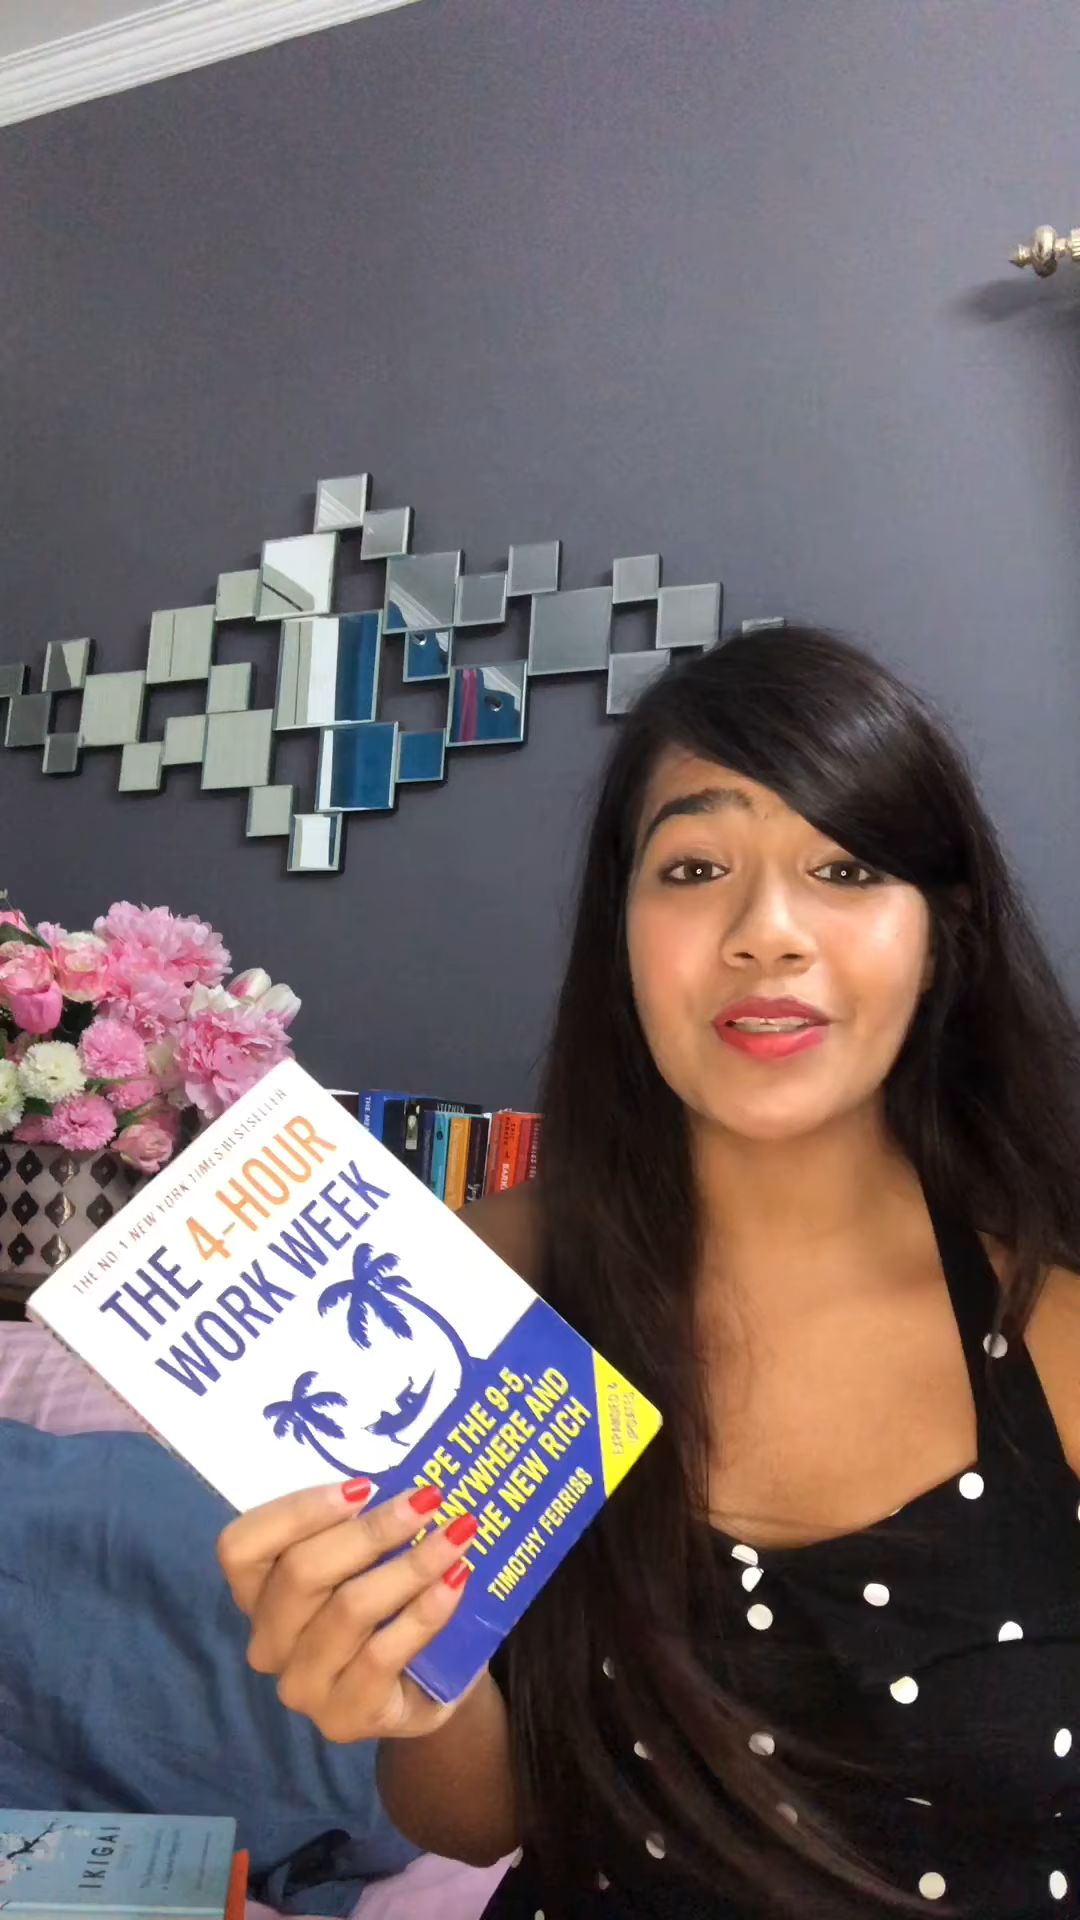 THE NO.1 NEW YORK TIMES BESTSELLER
THE 4-HOUR
WORK WEEK
APE THE 9-5,
ANYWHERE AND
THE NEW RICH
TIMOTHY FERRISS
EXPANDED &
UPDATED
STEPHEN
IKIGAI